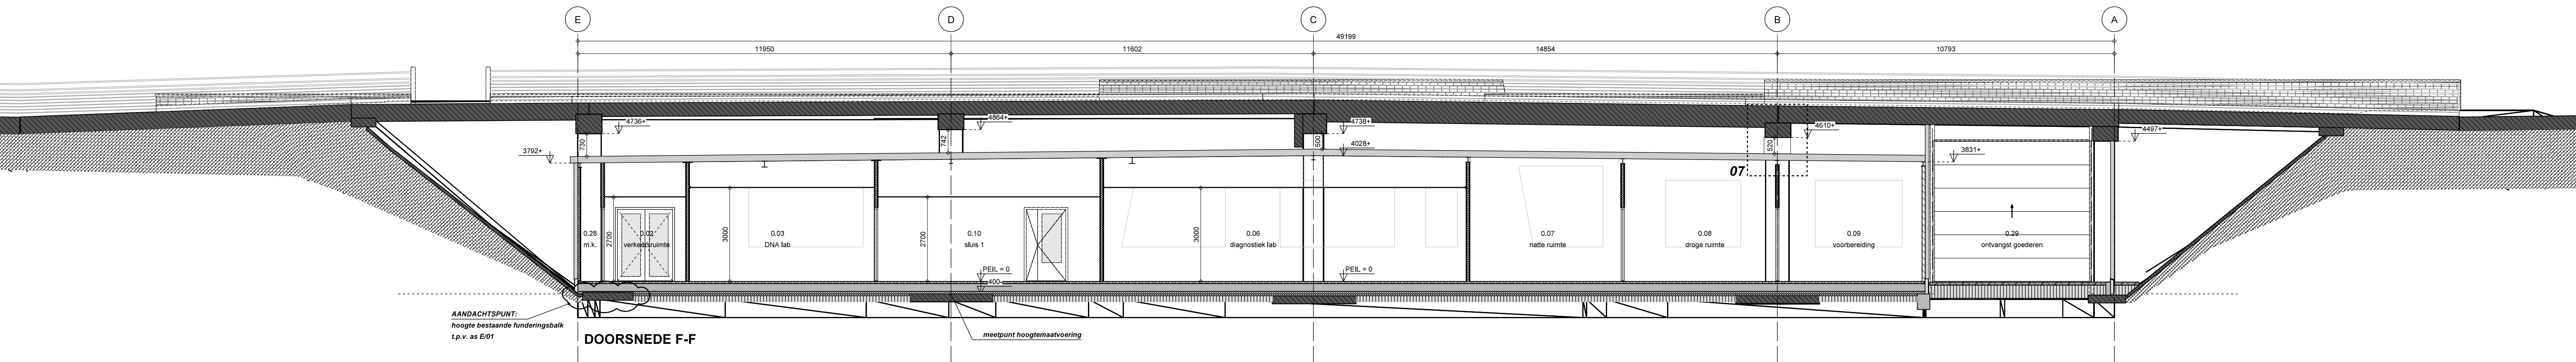 E
D
C
B
A
49199
11950
11602
14854
10793
4736+
4864+
4738+
4610+
4497+
730
742
500
520
3792+
4028+
3831+
07
0.28
m.k.
2700
0.02
verkeersruimte
3000
0.03
DNA lab
2700
0.10
sluis 1
3000
0.06
diagnostiek lab
0.07
natte ruimte
0.08
droge ruimte
0.09
voorbereiding
0.29
ontvangst goederen
PEIL = 0
400-
PEIL = 0
AANDACHTSPUNT:
hoogte bestaande funderingsbalk
t.p.v. as E/01
DOORSNEDE F-F
meetpunt hoogtemaatvoering